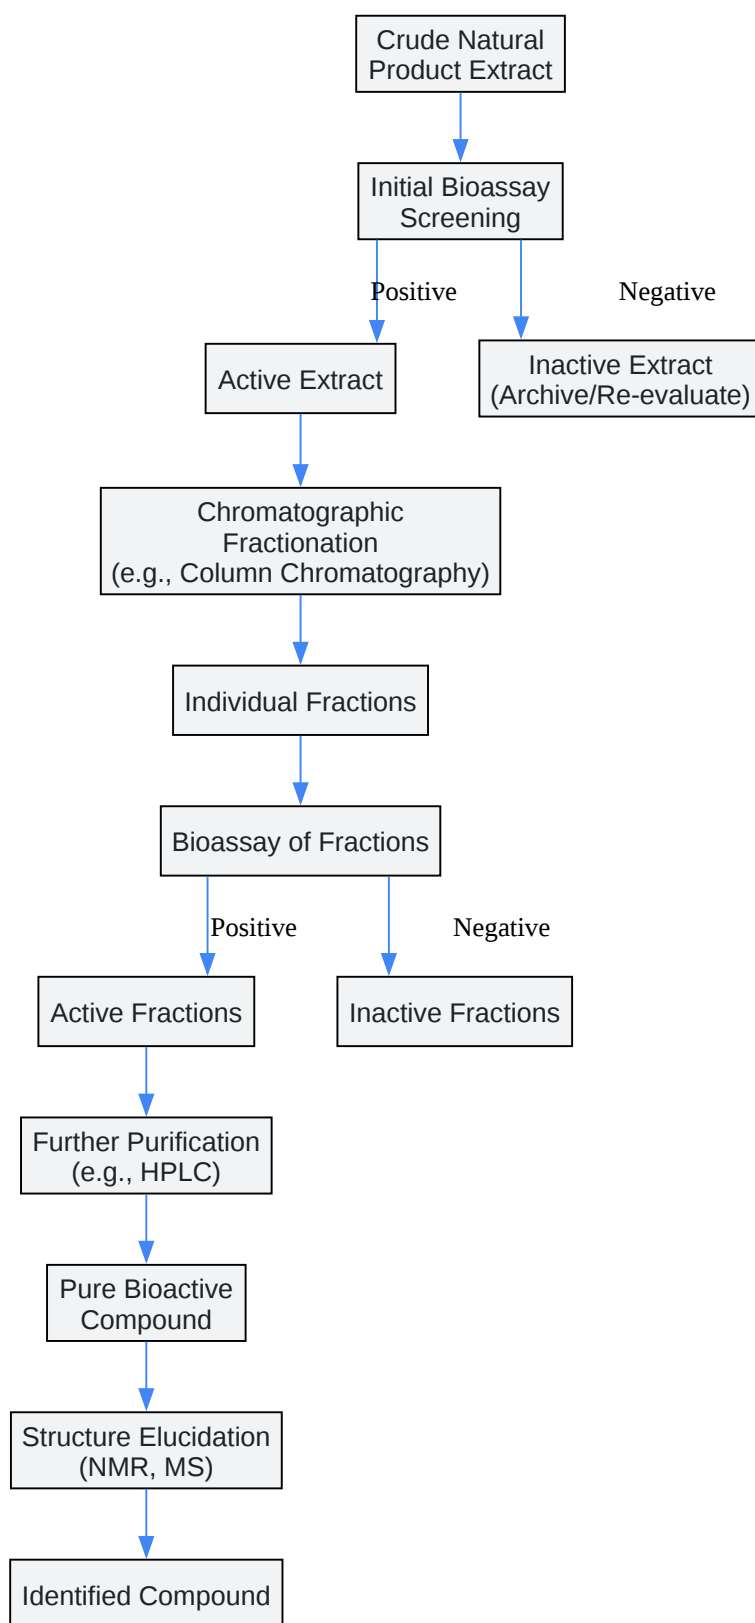 Crude Natural
Product Extract
Initial Bioassay
Screening
Positive
Negative
Active Extract
Inactive Extract
(Archive/Re-evaluate)
Chromatographic
Fractionation
(e.g., Column Chromatography)
Individual Fractions
Bioassay of Fractions
Positive
Negative
Active Fractions
Inactive Fractions
Further Purification
(e.g., HPLC)
Pure Bioactive
Compound
Structure Elucidation
(NMR, MS)
Identified Compound